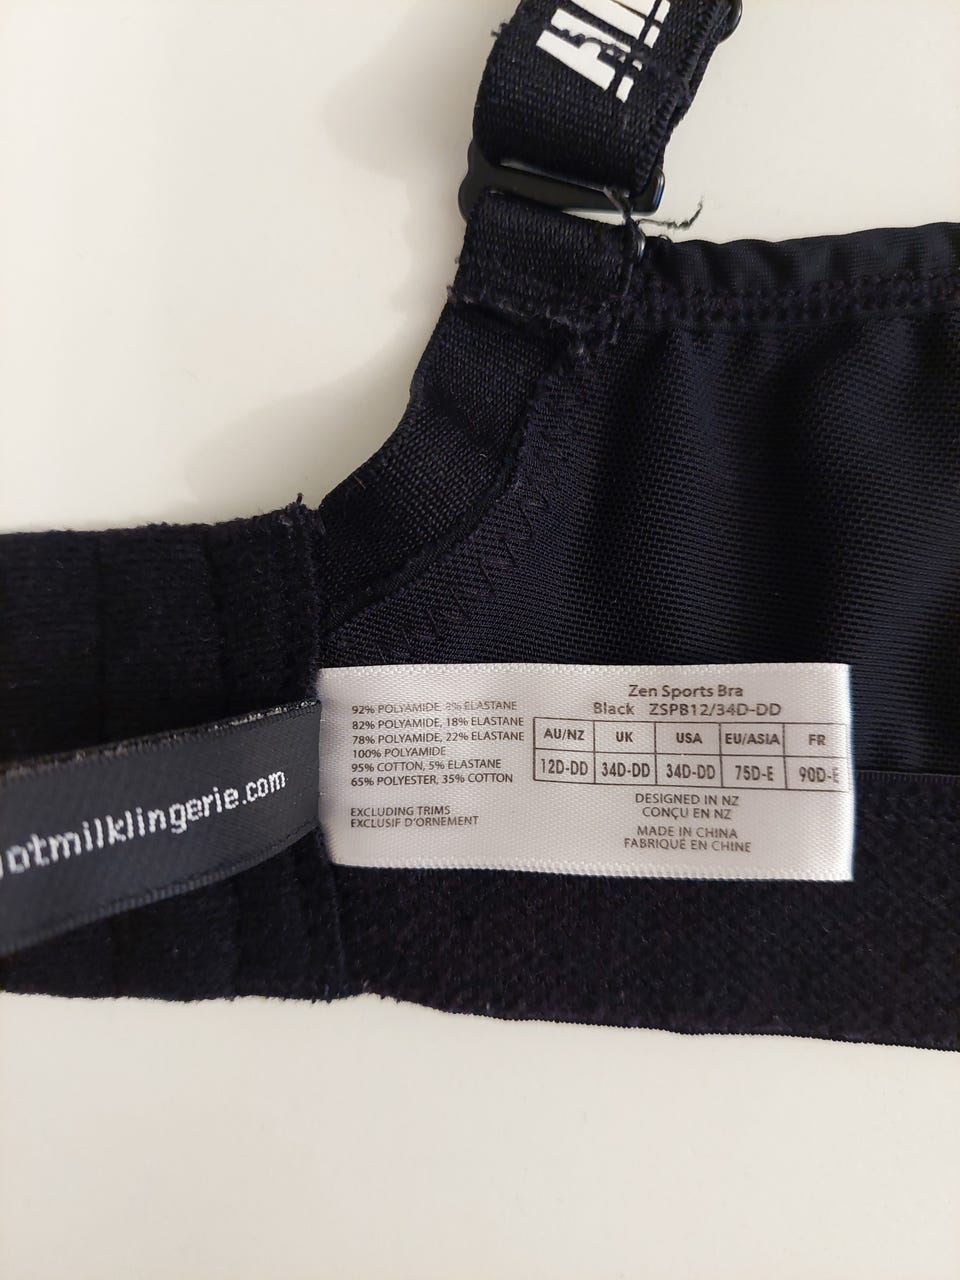 92% POLYAMIDE, 8% ELASTANE
82% POLYAMIDE, 18% ELASTANE
78% POLYAMIDE, 22% ELASTANE
100% POLYAMIDE
95% COTTON, 5% ELASTANE
65% POLYESTER, 35% COTTON
EXCLUDING TRIMS
EXCLUSIF D'ORNEMENT
Zen Sports Bra
Black ZSPB12/34D-DD
AU/NZ UK USA EU/ASIA FR
12D-DD 34D-DD 34D-DD 75D-E 90D-E
DESIGNED IN NZ
CONÇU EN NZ
MADE IN CHINA
FABRIQUÉ EN CHINE
otmilklingerie.com